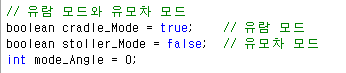 // 유람 모드와 유모차 모드
boolean cradle_Mode = true;     // 유람 모드
boolean stoller_Mode = false;  // 유모차 모드
int mode_Angle = 0;